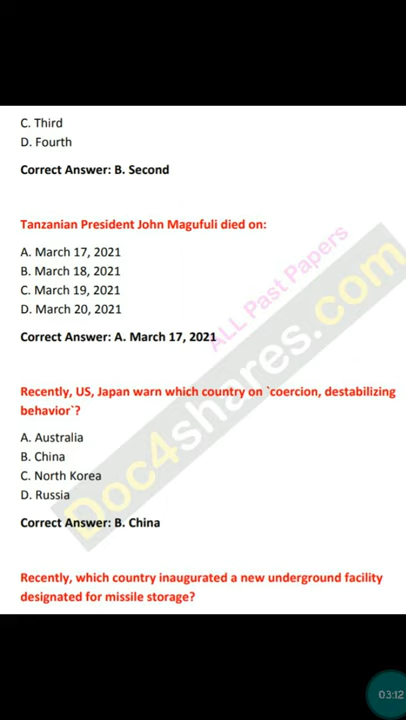 C. Third
D. Fourth
Correct Answer: B. Second
Tanzanian President John Magufuli died on:
A. March 17, 2021
B. March 18, 2021
C. March 19, 2021
D. March 20, 2021
Correct Answer: A. March 17, 2021
Recently, US, Japan warn which country on `coercion, destabilizing
behavior`?
A. Australia
B. China
C. North Korea
D. Russia
Correct Answer: B. China
Recently, which country inaugurated a new underground facility
designated for missile storage?
ALL Past Papers
Doc4shares.com
03:12